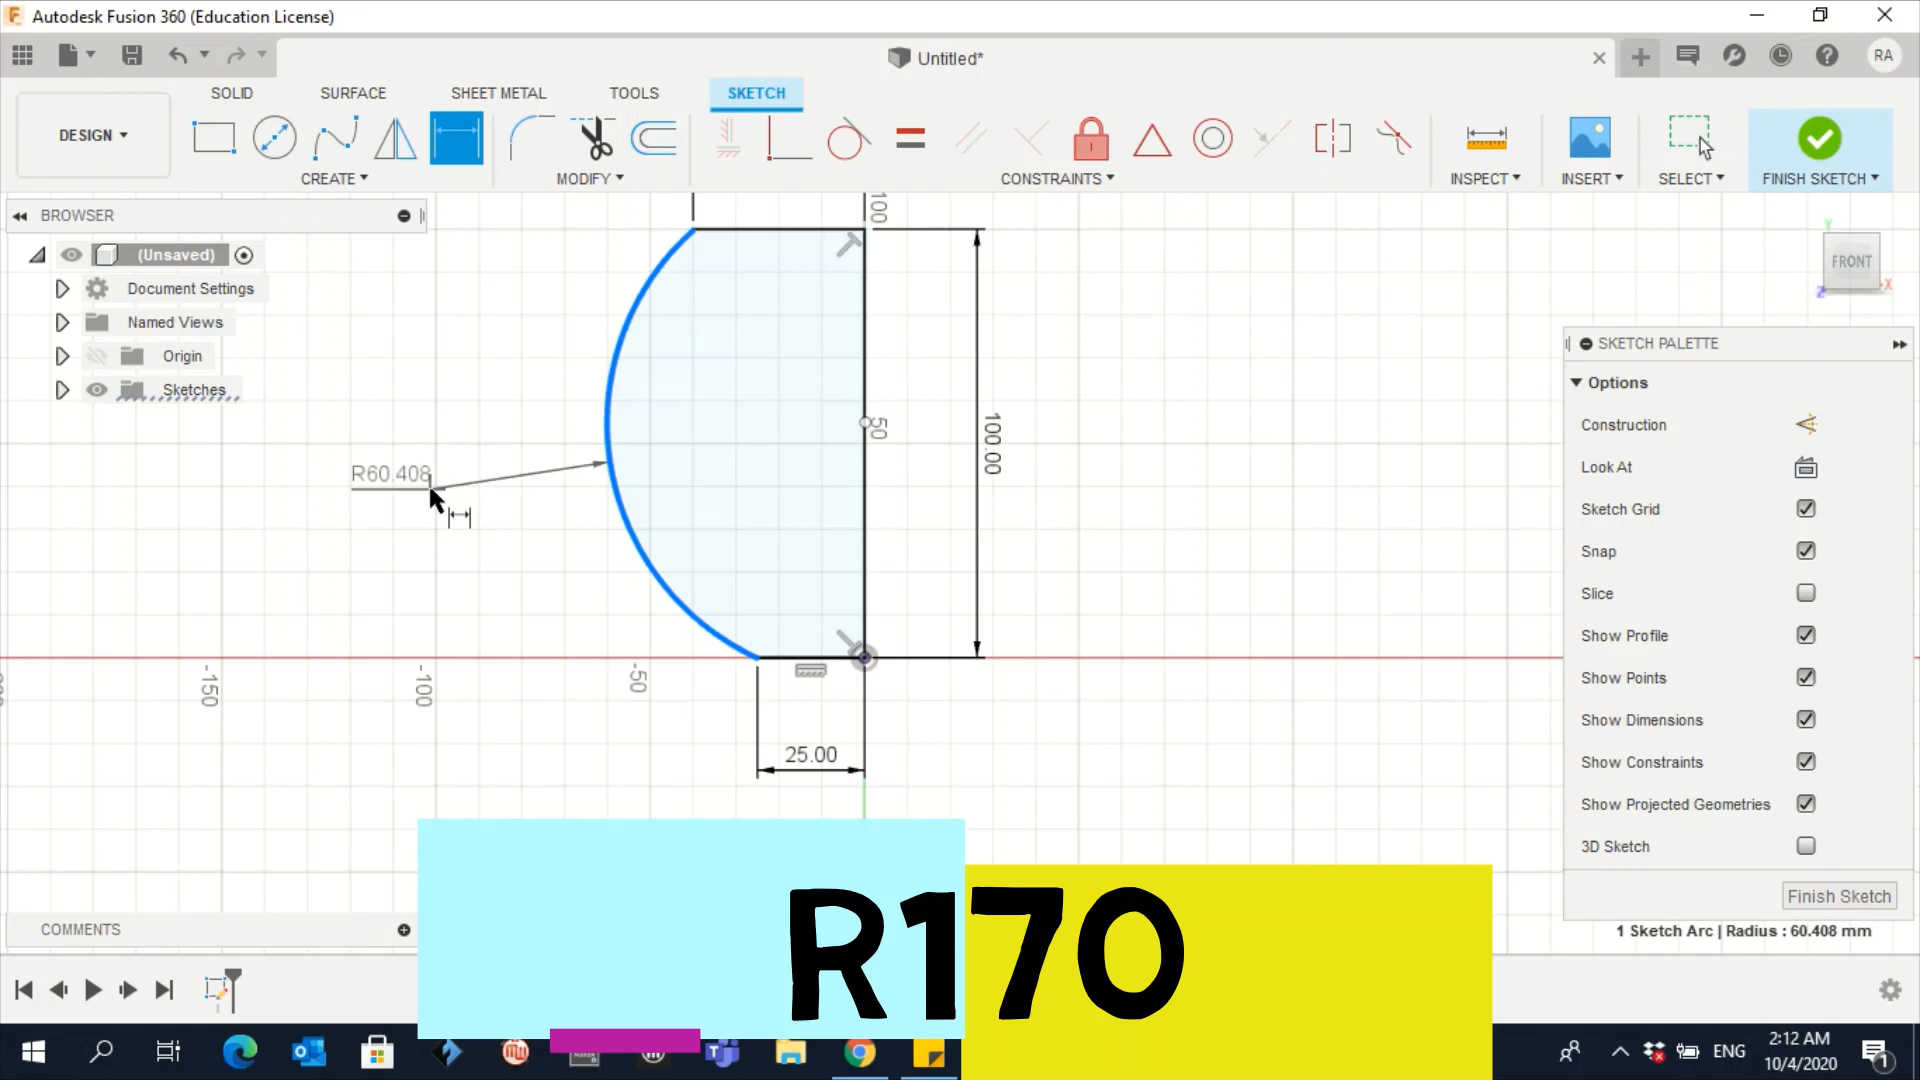 Autodesk Fusion 360 (Education License)
Untitled*
RA
SOLID
SURFACE
SHEET METAL
TOOLS
SKETCH
DESIGN
CREATE
MODIFY
CONSTRAINTS
INSPECT
INSERT
SELECT
FINISH SKETCH
BROWSER
(Unsaved)
Document Settings
Named Views
Origin
Sketches
100
50
100.00
R60.408
-150
-100
-50
25.00
Y
FRONT
X
Z
SKETCH PALETTE
Options
Construction
Look At
Sketch Grid
Snap
Slice
Show Profile
Show Points
Show Dimensions
Show Constraints
Show Projected Geometries
3D Sketch
Finish Sketch
COMMENTS
1 Sketch Arc | Radius : 60.408 mm
R170
ENG
2:12 AM
10/4/2020
1